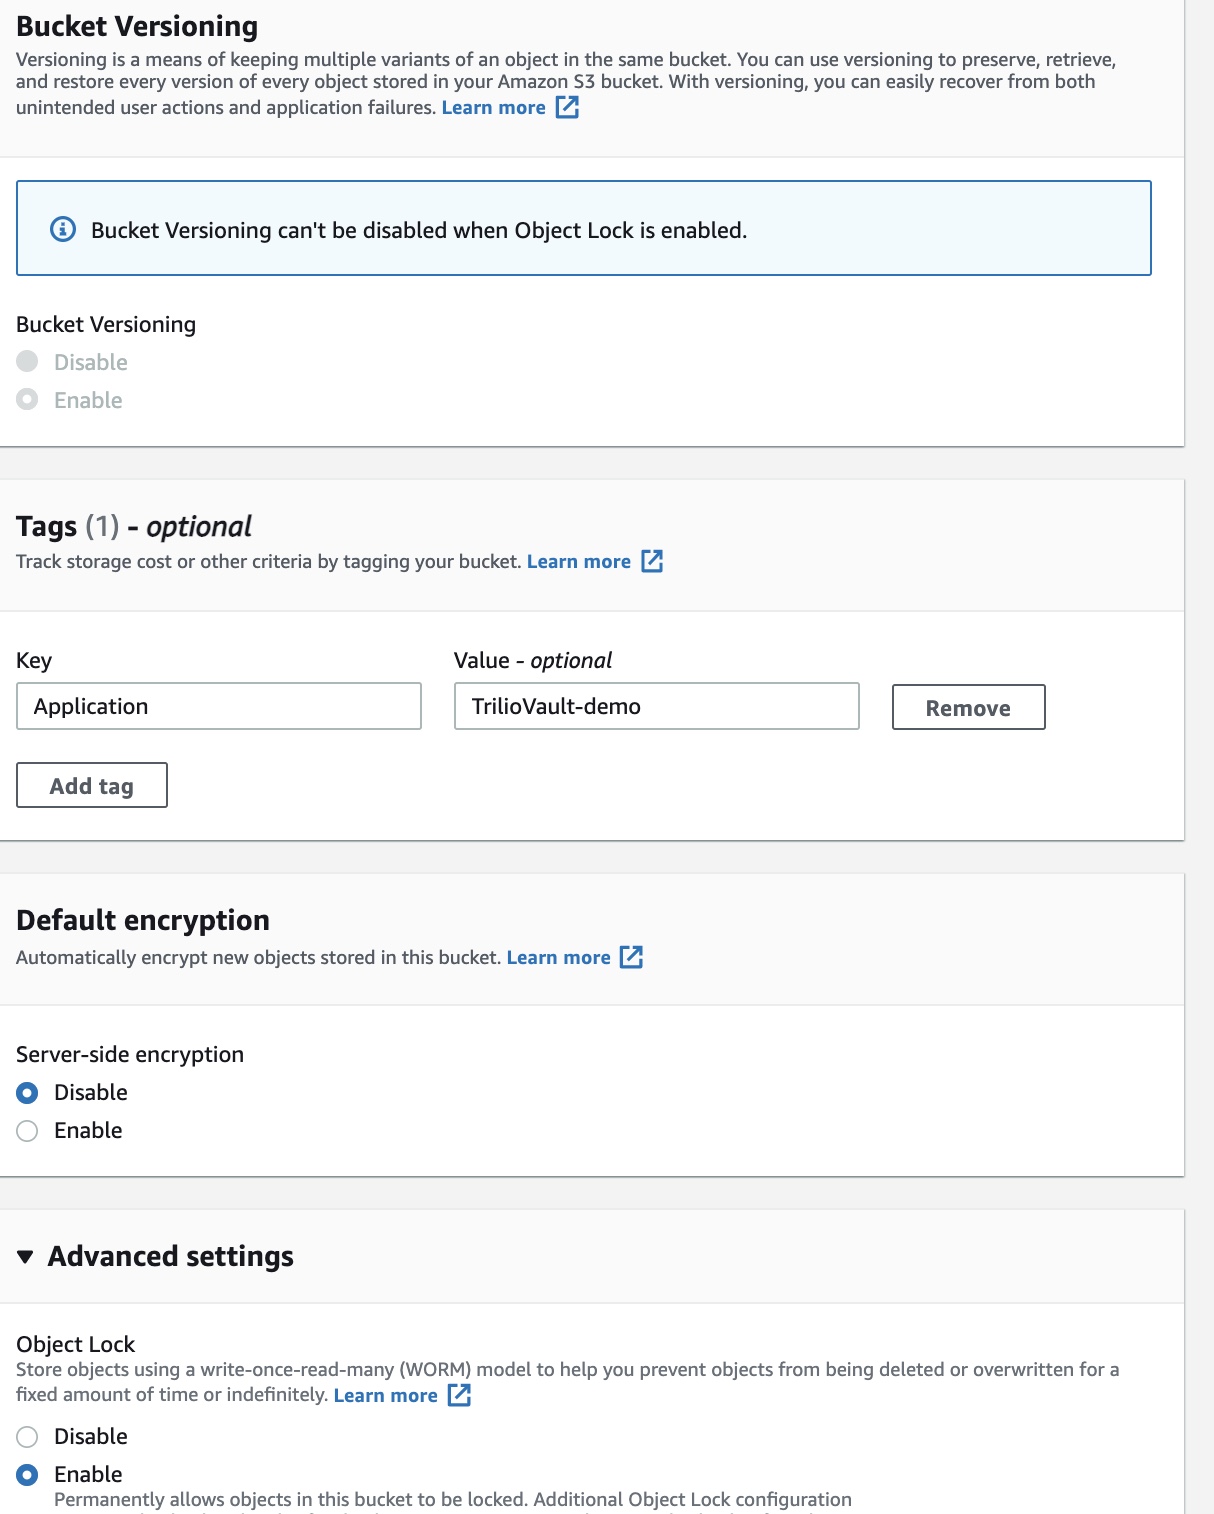 Bucket Versioning
Versioning is a means of keeping multiple variants of an object in the same bucket. You can use versioning to preserve, retrieve,
and restore every version of every object stored in your Amazon S3 bucket. With versioning, you can easily recover from both
unintended user actions and application failures. Learn more
Bucket Versioning can't be disabled when Object Lock is enabled.
Bucket Versioning
Disable
Enable
Tags (1) - optional
Track storage cost or other criteria by tagging your bucket. Learn more
Key
Value - optional
Application
TrilioVault-demo
Remove
Add tag
Default encryption
Automatically encrypt new objects stored in this bucket. Learn more
Server-side encryption
Disable
Enable
Advanced settings
Object Lock
Store objects using a write-once-read-many (WORM) model to help you prevent objects from being deleted or overwritten for a
fixed amount of time or indefinitely. Learn more
Disable
Enable
Permanently allows objects in this bucket to be locked. Additional Object Lock configuration